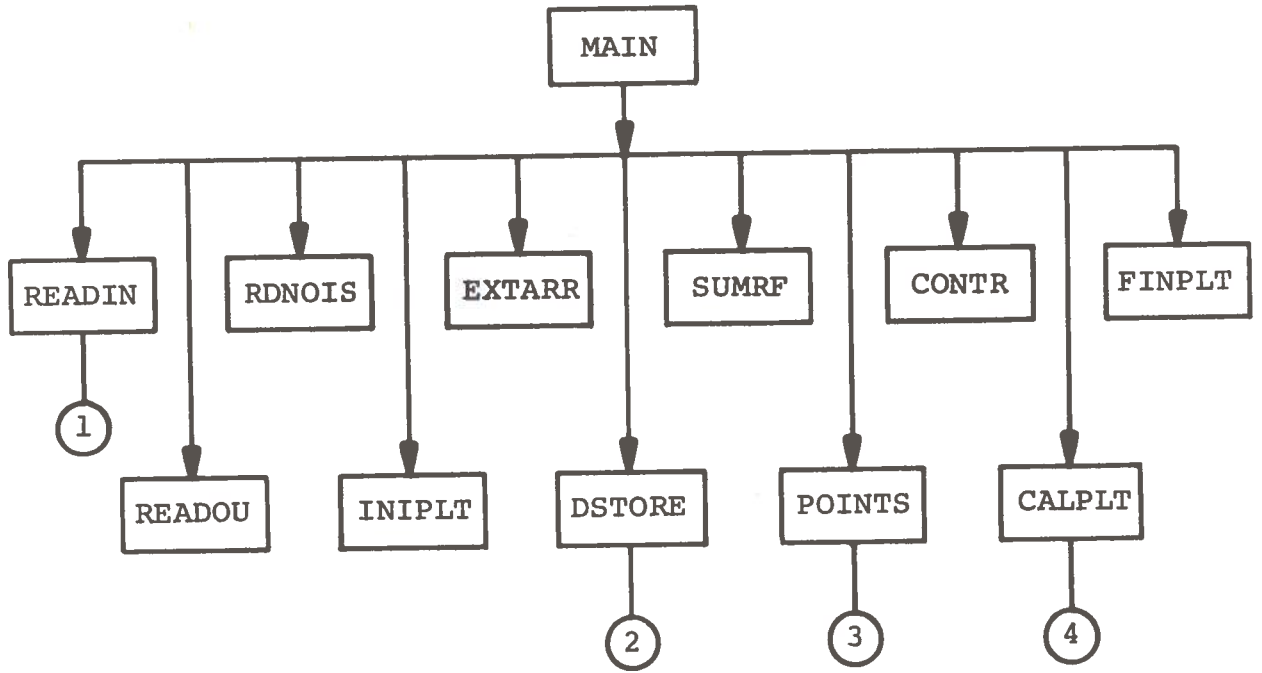 MAIN
READIN
RDNOIS
EXTARR
SUMRF
CONTR
FINPLT
1
READOU
INIPLT
DSTORE
POINTS
CALPLT
2
3
4